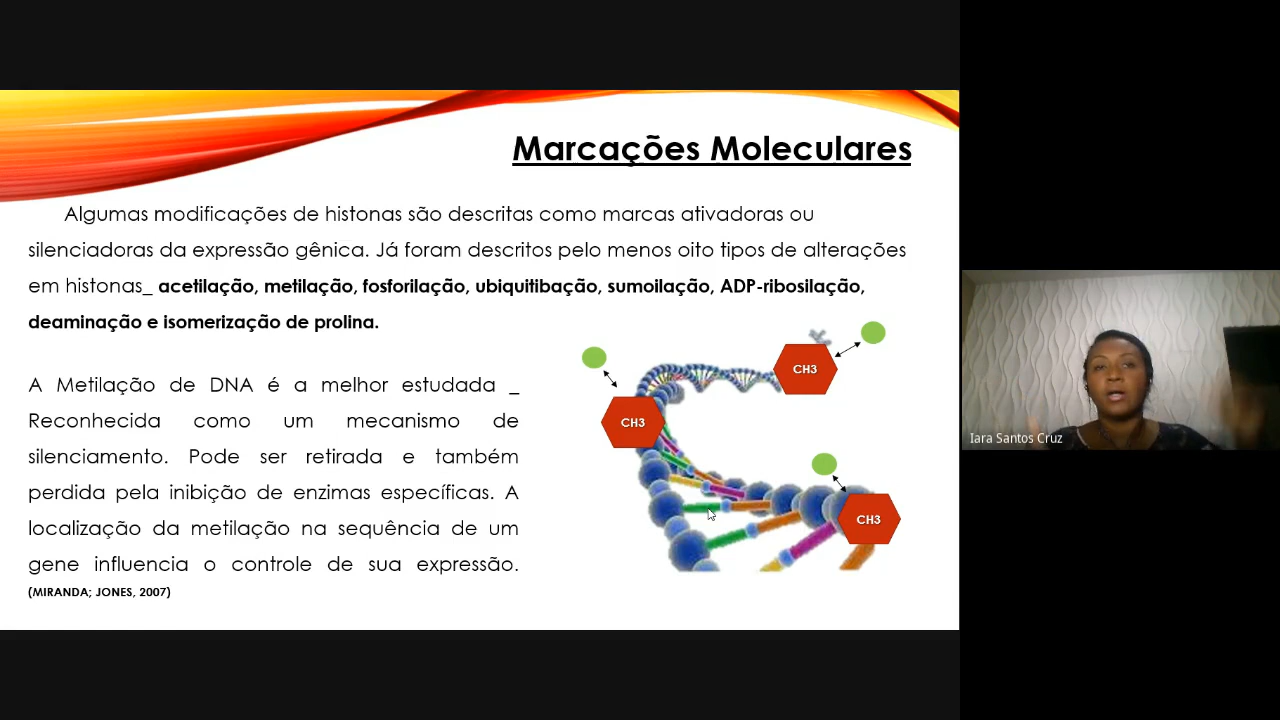 Marcações Moleculares
Algumas modificações de histonas são descritas como marcas ativadoras ou
silenciadoras da expressão gênica. Já foram descritos pelo menos oito tipos de alterações
em histonas_ acetilação, metilação, fosforilação, ubiquitibação, sumoilação, ADP-ribosilação,
deaminação e isomerização de prolina.
A Metilação de DNA é a melhor estudada _
Reconhecida como um mecanismo de
silenciamento. Pode ser retirada e também
perdida pela inibição de enzimas específicas. A
localização da metilação na sequência de um
gene influencia o controle de sua expressão.
(MIRANDA; JONES, 2007)
CH3
CH3
CH3
Iara Santos Cruz